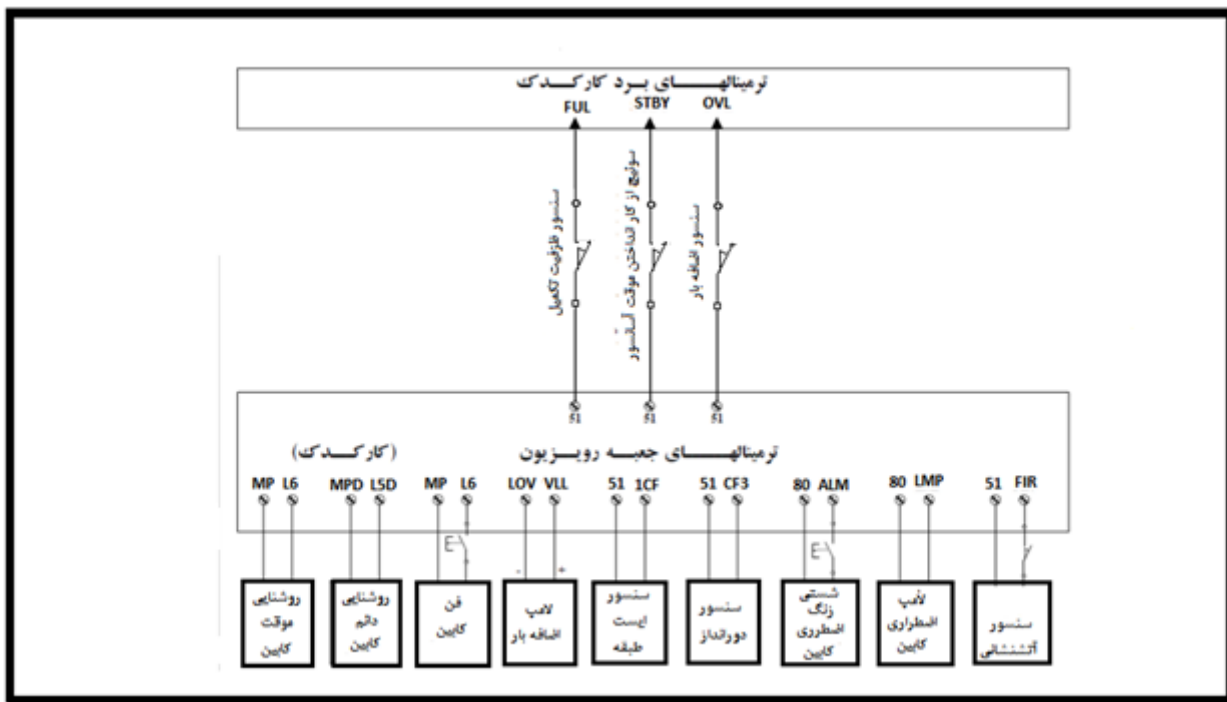 ترمینالهای برد کارکدک
FUL STBY OVL
سنسور ظرفیت تکمیل
سوئیچ از کار انداختن موقت آسانسور
سنسور اضافه بار
51 51 51
ترمینالهای جعبه رویزیون (کارکدک)
MP L6 MPD L5D MP L6 LOV VLL 51 1CF 51 CF3 80 ALM 80 LMP 51 FIR
- +
روشنایی
موقت
کابین
روشنایی
دائم
کابین
فن
کابین
لامپ
اضافه بار
سنسور
ایست
طبقه
سنسور
دورانداز
شستی
زنگ
اضطرری
کابین
لامپ
اضطراری
کابین
سنسور
آتشنشانی